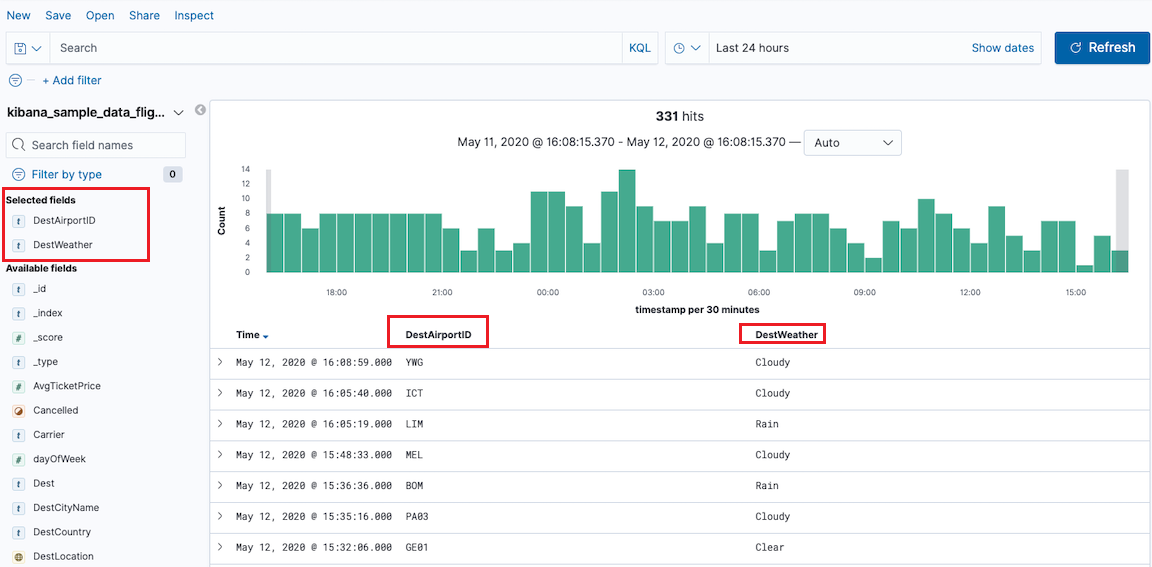 New Save Open Share Inspect
Search KQL Last 24 hours Show dates Refresh
+ Add filter
kibana_sample_data_flig...
Search field names
Filter by type 0
Selected fields
t DestAirportID
t DestWeather
Available fields
t _id
t _index
# _score
t _type
# AvgTicketPrice
Cancelled
t Carrier
# dayOfWeek
t Dest
t DestCityName
t DestCountry
DestLocation
331 hits
May 11, 2020 @ 16:08:15.370 - May 12, 2020 @ 16:08:15.370 — Auto
Count
14
12
10
8
6
4
2
0
18:00 21:00 00:00 03:00 06:00 09:00 12:00 15:00
timestamp per 30 minutes
Time DestAirportID DestWeather
May 12, 2020 @ 16:08:59.000 YWG Cloudy
May 12, 2020 @ 16:05:40.000 ICT Cloudy
May 12, 2020 @ 16:05:19.000 LIM Rain
May 12, 2020 @ 15:48:33.000 MEL Cloudy
May 12, 2020 @ 15:36:36.000 BOM Rain
May 12, 2020 @ 15:35:16.000 PA03 Cloudy
May 12, 2020 @ 15:32:06.000 GE01 Clear